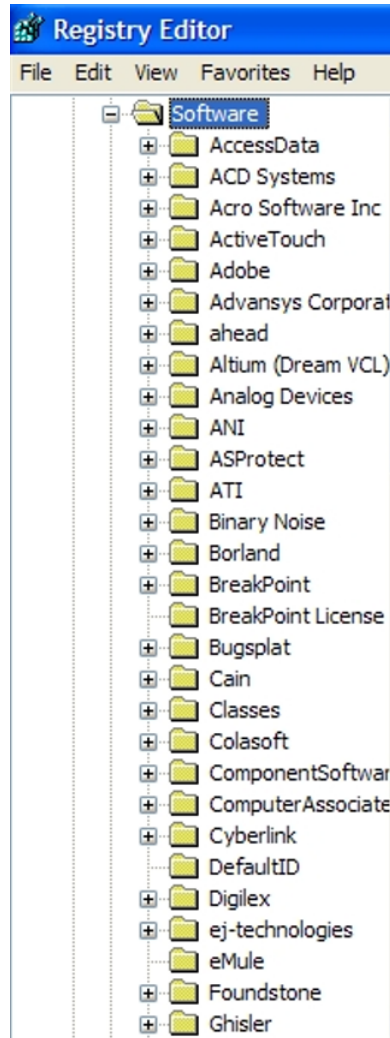 Registry Editor
File Edit View Favorites Help
Software
AccessData
ACD Systems
Acro Software Inc
ActiveTouch
Adobe
Advansys Corporat
ahead
Altium (Dream VCL)
Analog Devices
ANI
ASProtect
ATI
Binary Noise
Borland
BreakPoint
BreakPoint License
Bugsplat
Cain
Classes
Colasoft
ComponentSoftwar
ComputerAssociate
Cyberlink
DefaultID
Digilex
ej-technologies
eMule
Foundstone
Ghisler